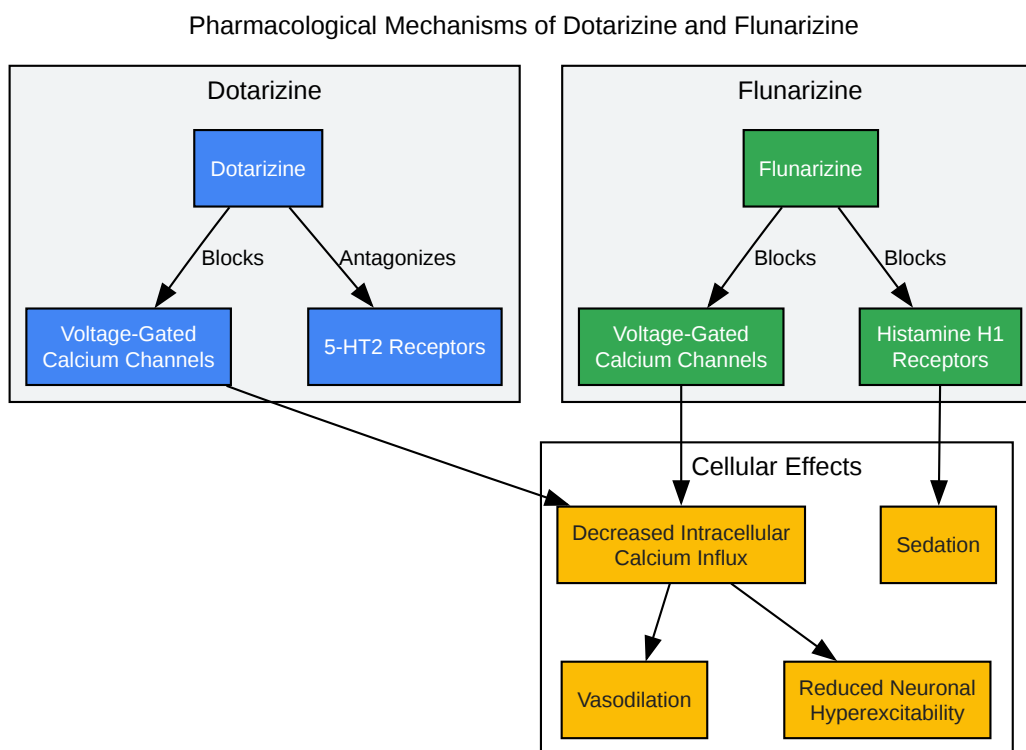 Pharmacological Mechanisms of Dotarizine and Flunarizine
Dotarizine
Dotarizine
Blocks
Antagonizes
Voltage-Gated
Calcium Channels
5-HT2 Receptors
Flunarizine
Flunarizine
Blocks
Blocks
Voltage-Gated
Calcium Channels
Histamine H1
Receptors
Cellular Effects
Decreased Intracellular
Calcium Influx
Sedation
Vasodilation
Reduced Neuronal
Hyperexcitability